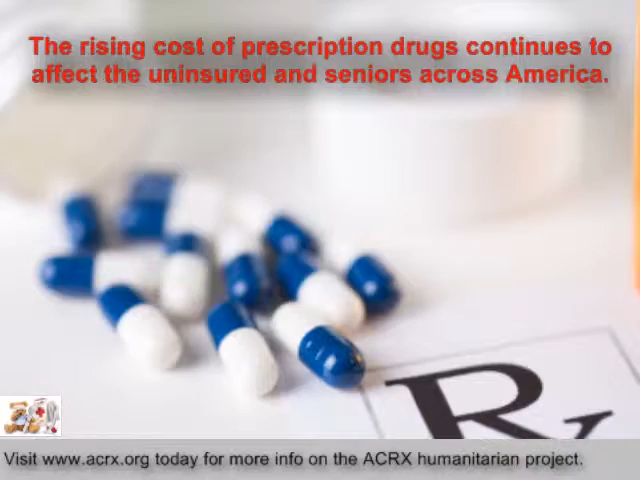 The rising cost of prescription drugs continues to
affect the uninsured and seniors across America.
Rx
Visit www.acrx.org today for more info on the ACRX humanitarian project.